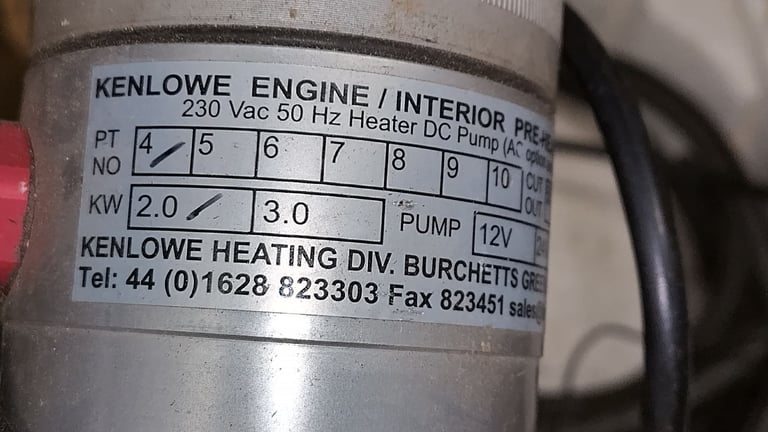 KENLOWE ENGINE / INTERIOR
230 Vac 50 Hz Heater DC Pump (AC option
PT NO 4 5 6 7 8 9 10 CUT OUT
KW 2.0 3.0 PUMP 12V
KENLOWE HEATING DIV. BURCHETTS
Tel: 44 (0)1628 823303 Fax 823451 sales@